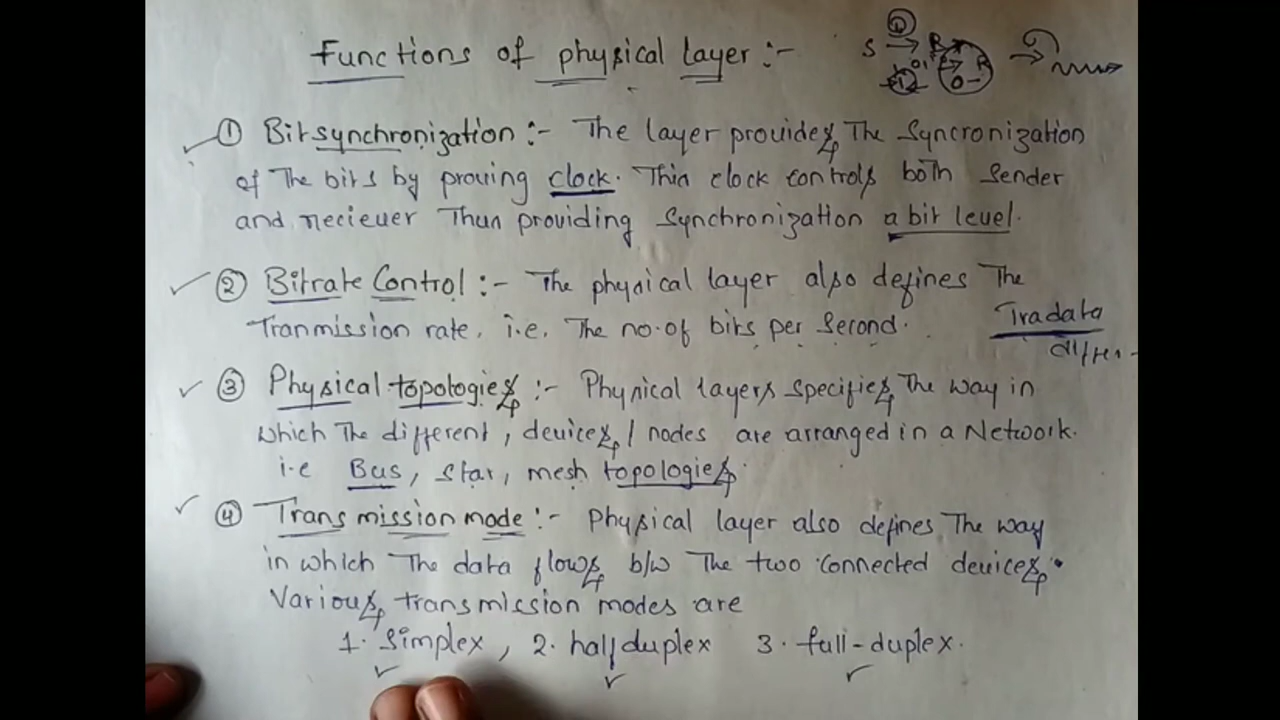 Functions of physical layer :-
① Bit synchronization :- The layer provides The Syncronization
of The bits by proving clock. This clock controls both sender
and reciever Thus providing Synchronization a bit level.
② Bitrate Control :- The physical layer also defines The
Tranmission rate. i.e. The no. of bits per second.
Tradata
③ Physical topologies :- Physical layers specifies The way in
which The different, devices/nodes are arranged in a Network.
i.e Bus, star, mesh topologies.
④ Transmission mode :- Physical layer also defines The way
in which The data flows b/w The two connected devices.
Various transmission modes are
1. Simplex, 2. half duplex 3. full-duplex.